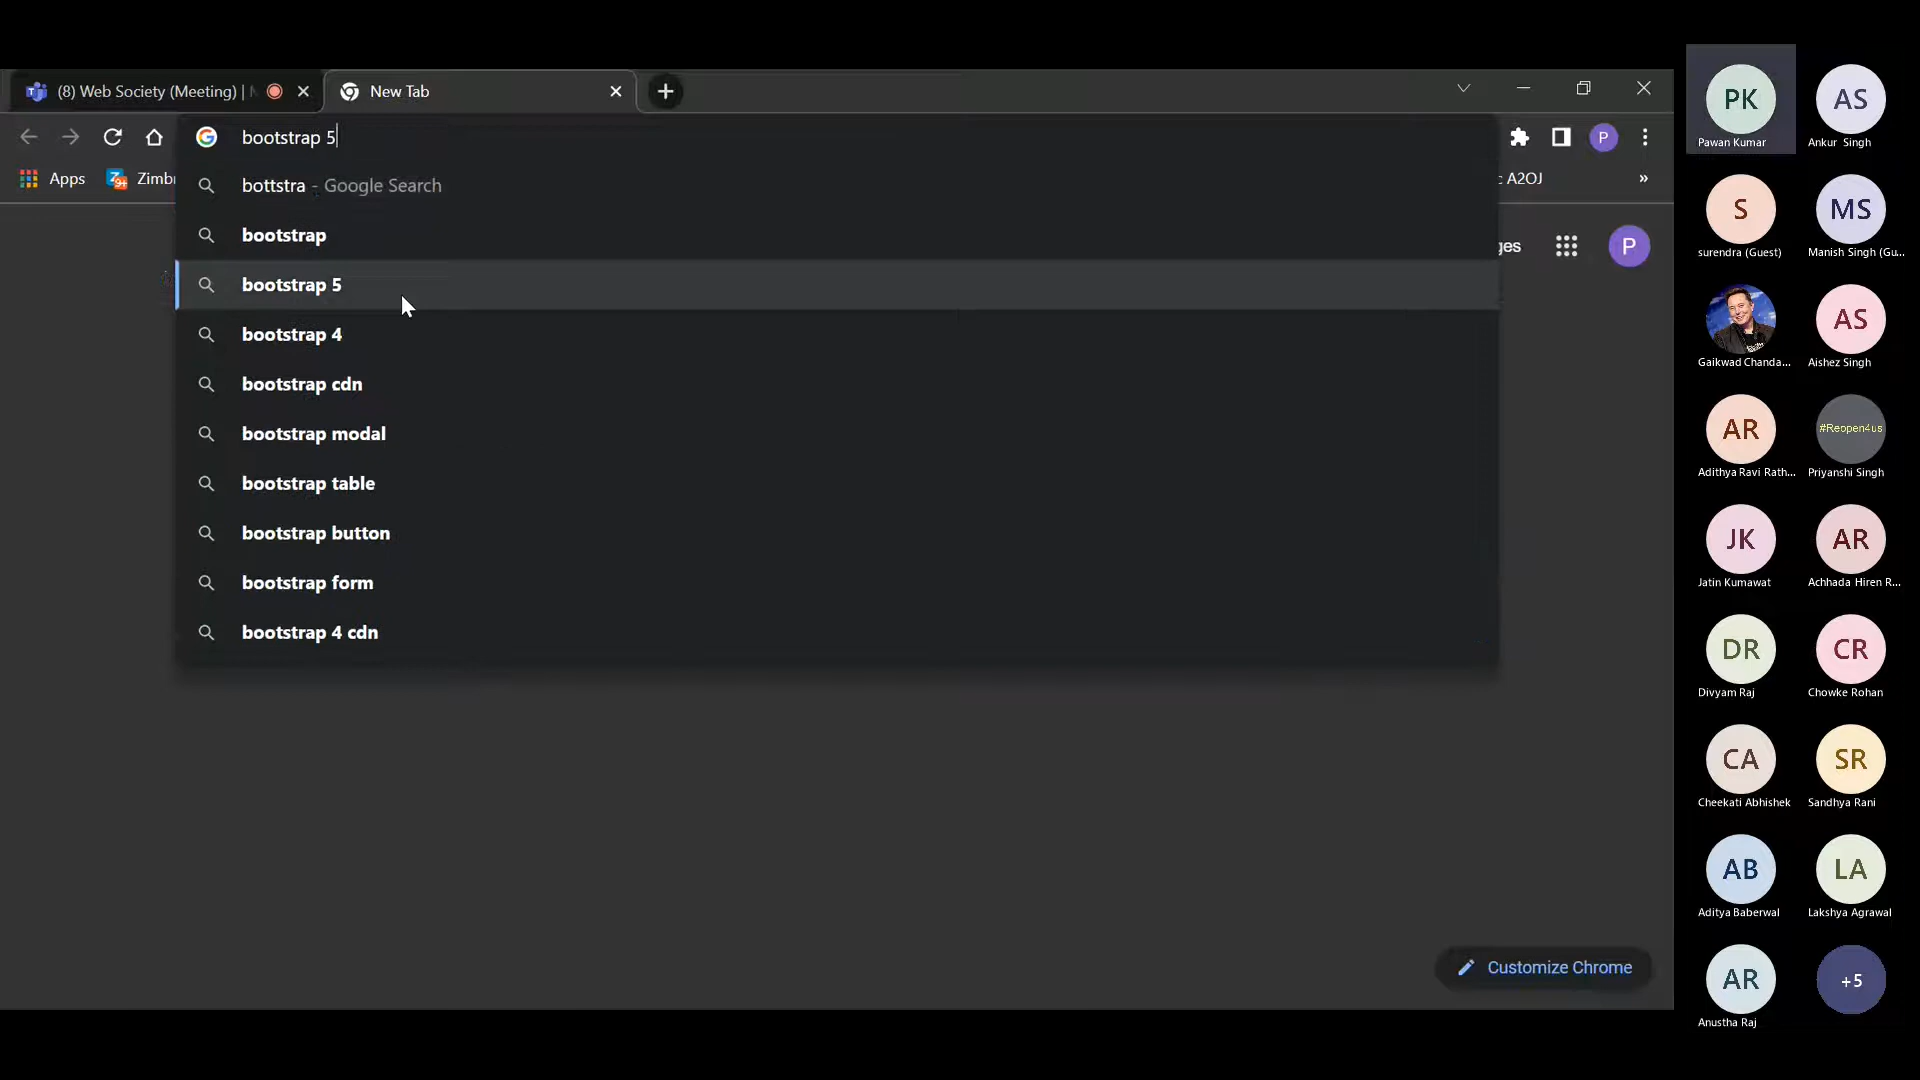 (8) Web Society (Meeting) |
New Tab
bootstrap 5
Apps
Zimb
bottstra - Google Search
: A2OJ
»
bootstrap
bootstrap 5
bootstrap 4
bootstrap cdn
bootstrap modal
bootstrap table
bootstrap button
bootstrap form
bootstrap 4 cdn
P
ges
P
Customize Chrome
PK
Pawan Kumar
AS
Ankur Singh
S
surendra (Guest)
MS
Manish Singh (Gu...
Gaikwad Chanda...
AS
Aishez Singh
AR
Adithya Ravi Rath...
#Reopen4us
Priyanshi Singh
JK
Jatin Kumawat
AR
Achhada Hiren R...
DR
Divyam Raj
CR
Chowke Rohan
CA
Cheekati Abhishek
SR
Sandhya Rani
AB
Aditya Baberwal
LA
Lakshya Agrawal
AR
Anustha Raj
+5